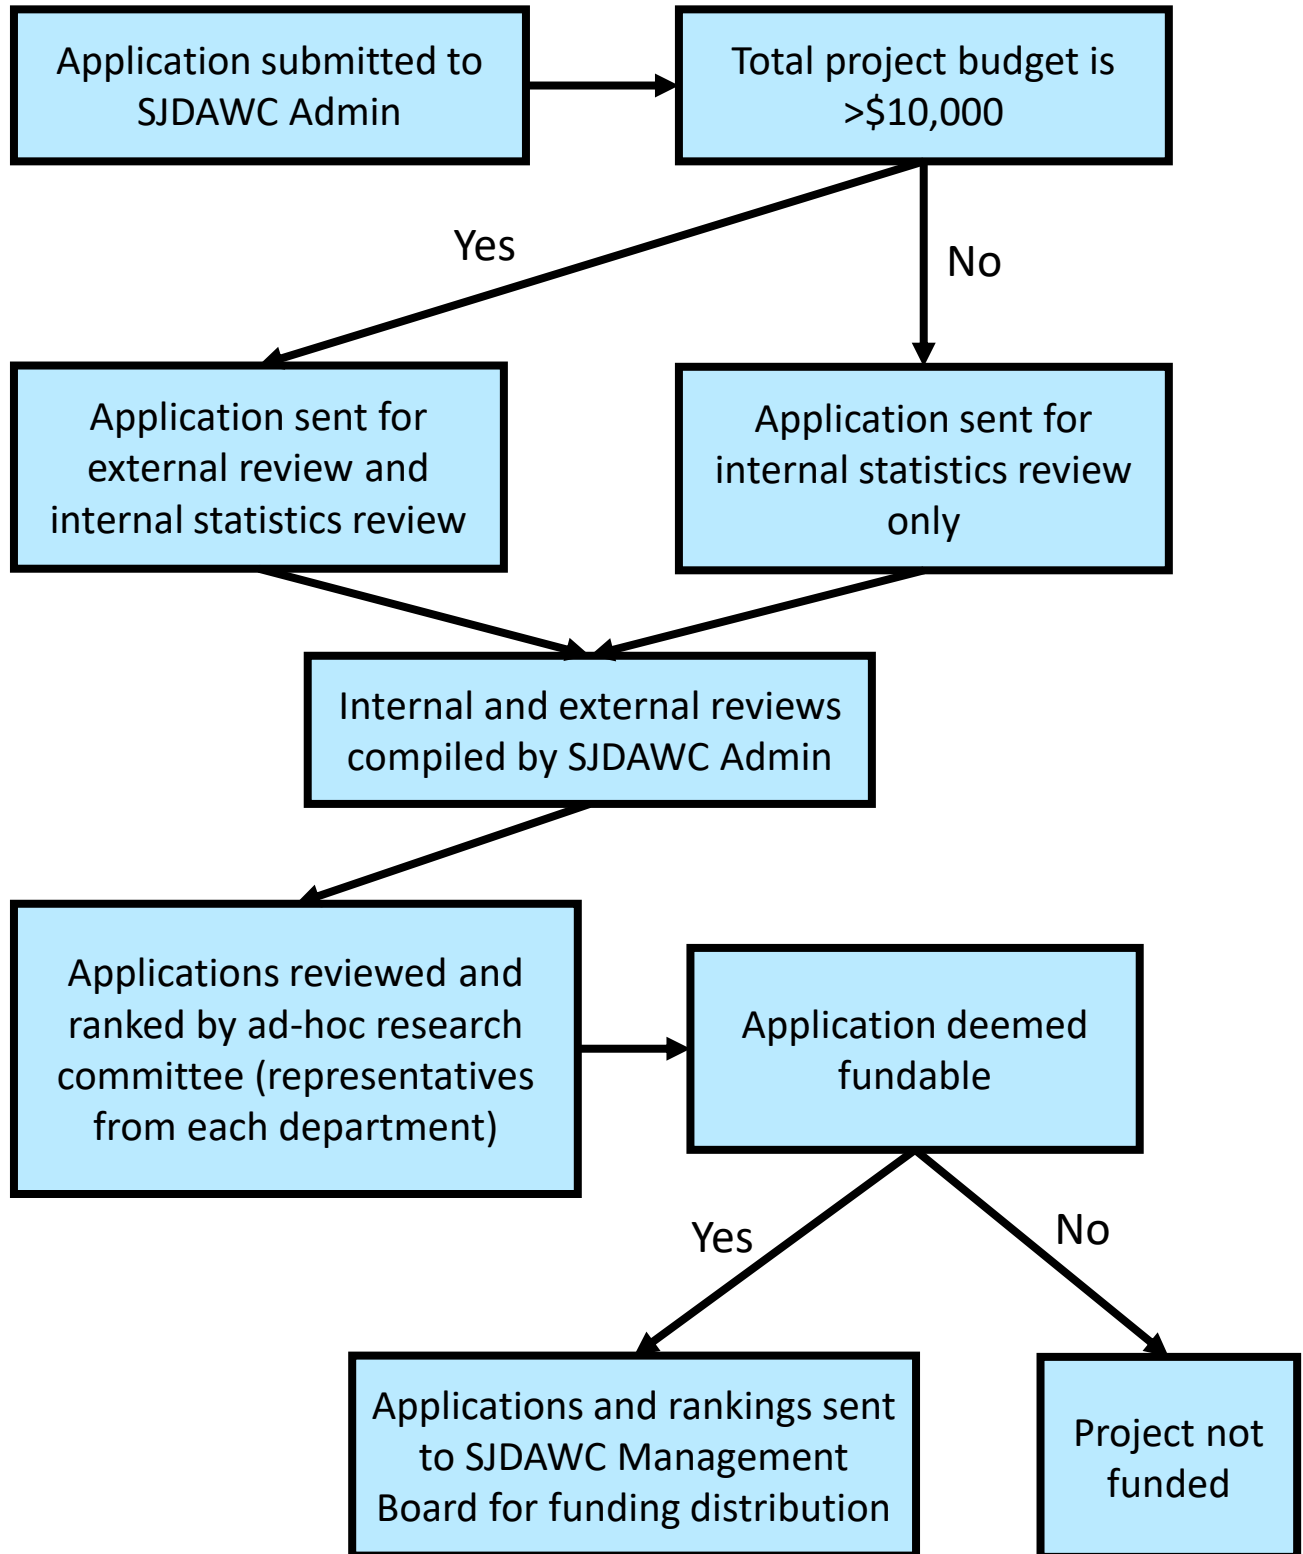 Application submitted to
SJDAWC Admin
Total project budget is
>$10,000
Yes
No
Application sent for
external review and
internal statistics review
Application sent for
internal statistics review
only
Internal and external reviews
compiled by SJDAWC Admin
Applications reviewed and
ranked by ad-hoc research
committee (representatives
from each department)
Application deemed
fundable
Yes
No
Applications and rankings sent
to SJDAWC Management
Board for funding distribution
Project not
funded